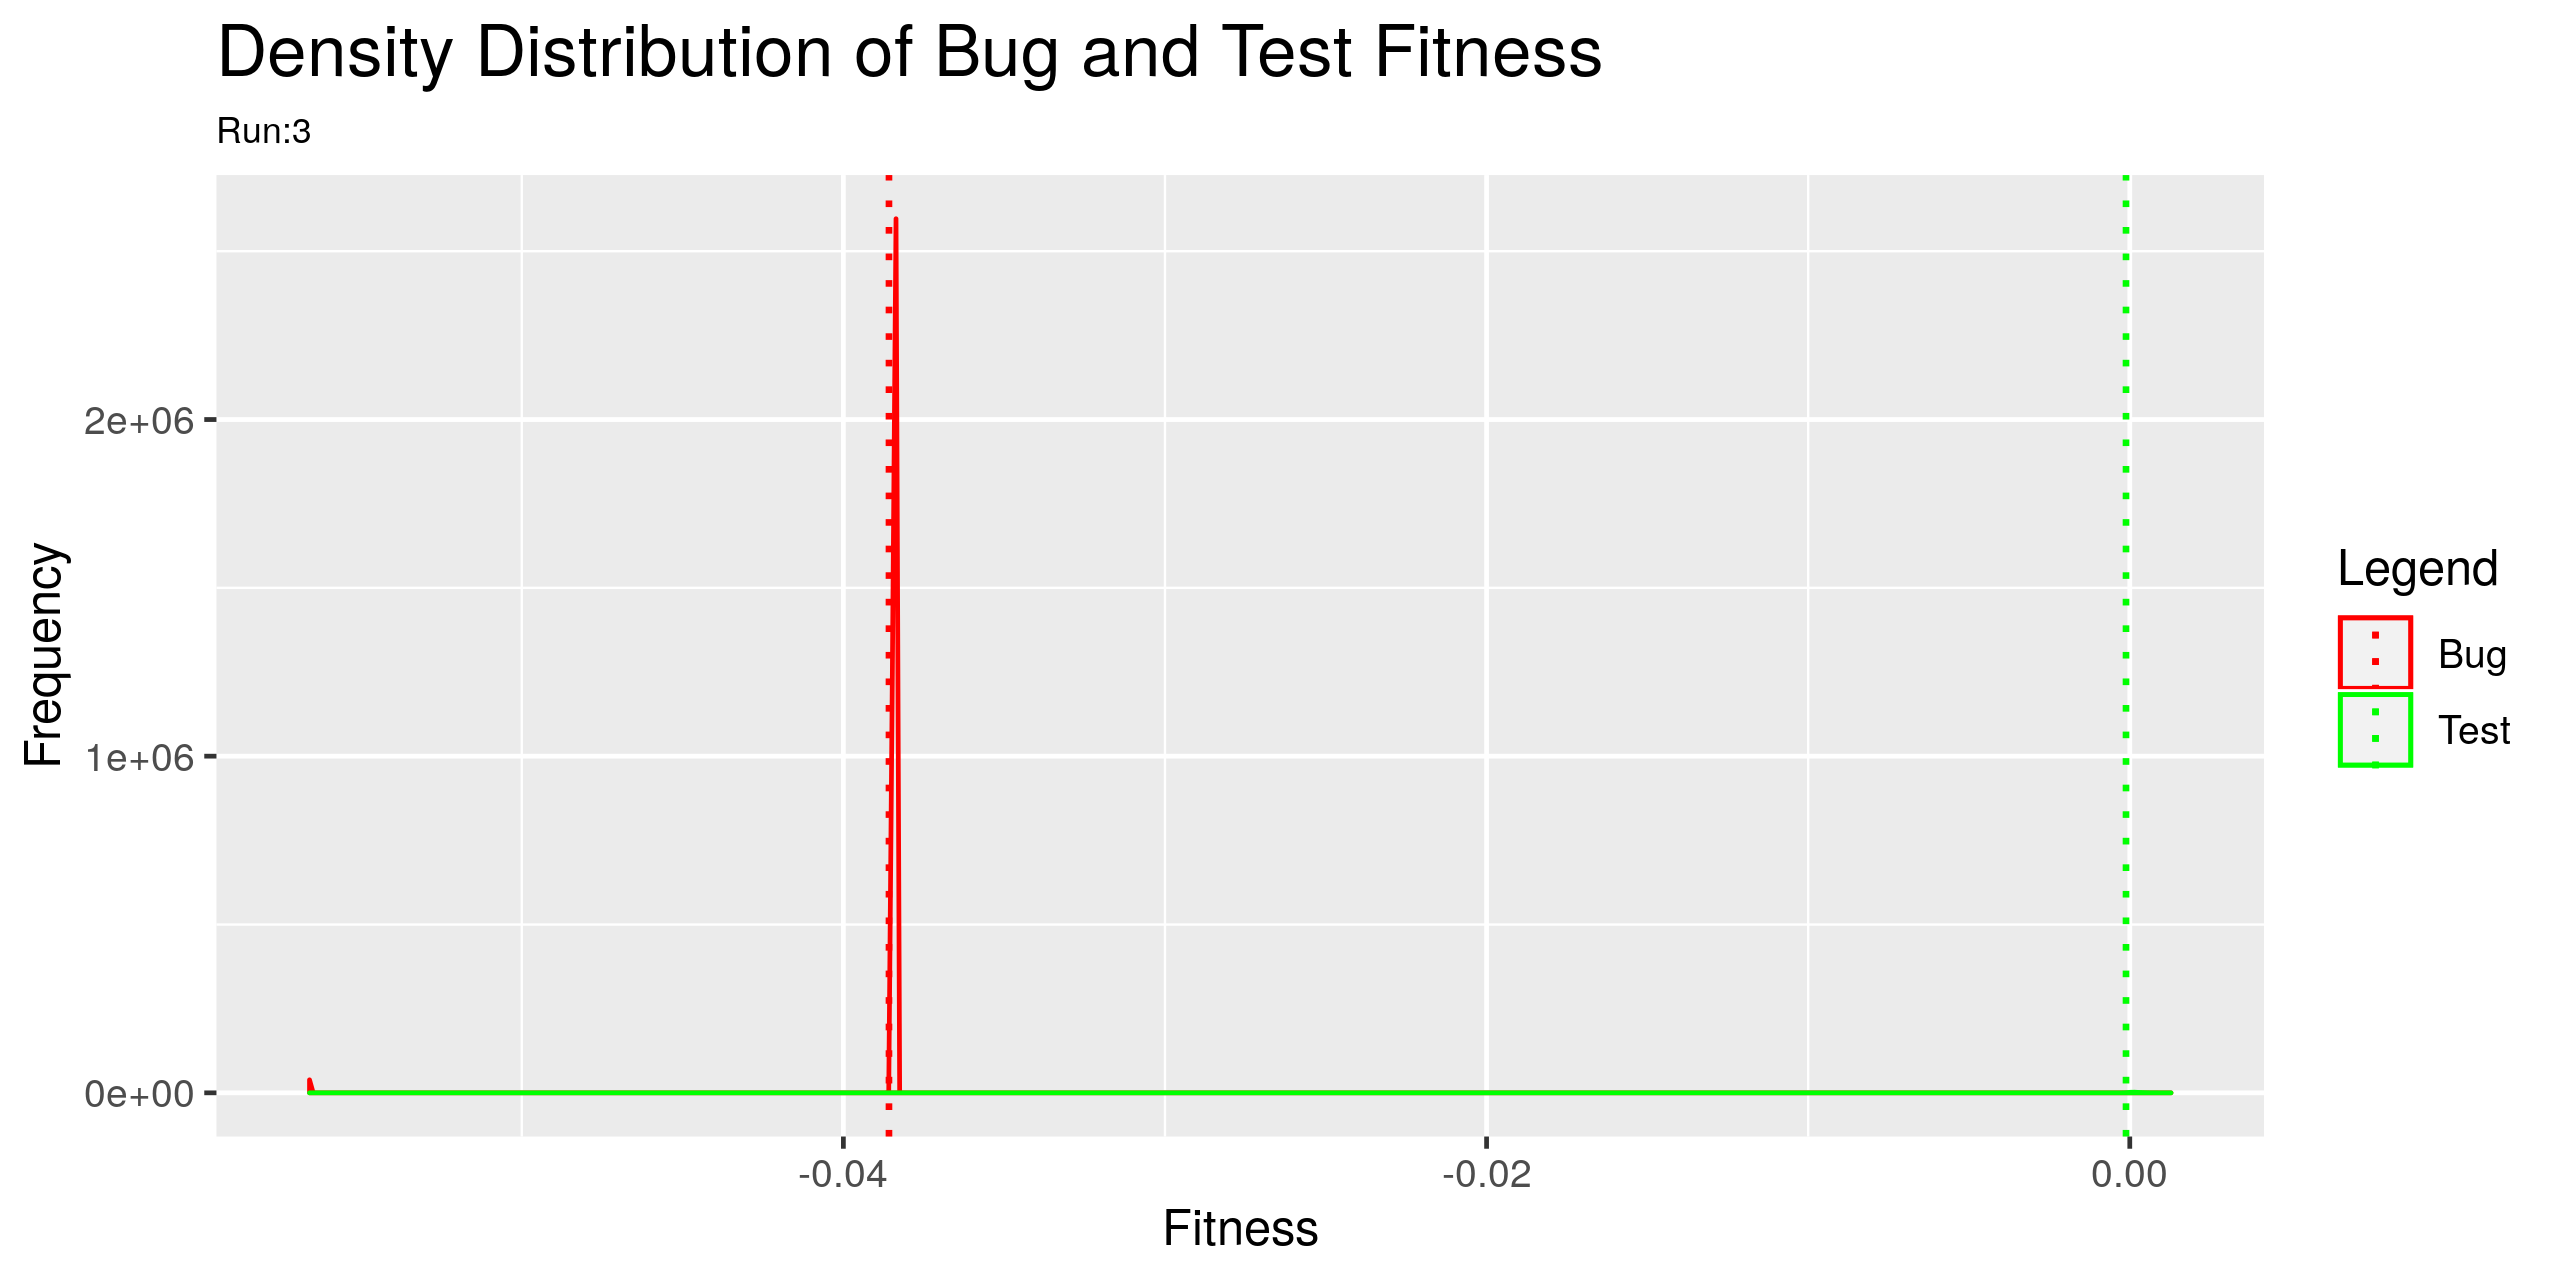 Density Distribution of Bug and Test Fitness
Run:3
Frequency
2e+06
1e+06
0e+00
-0.04
-0.02
0.00
Fitness
Legend
Bug
Test